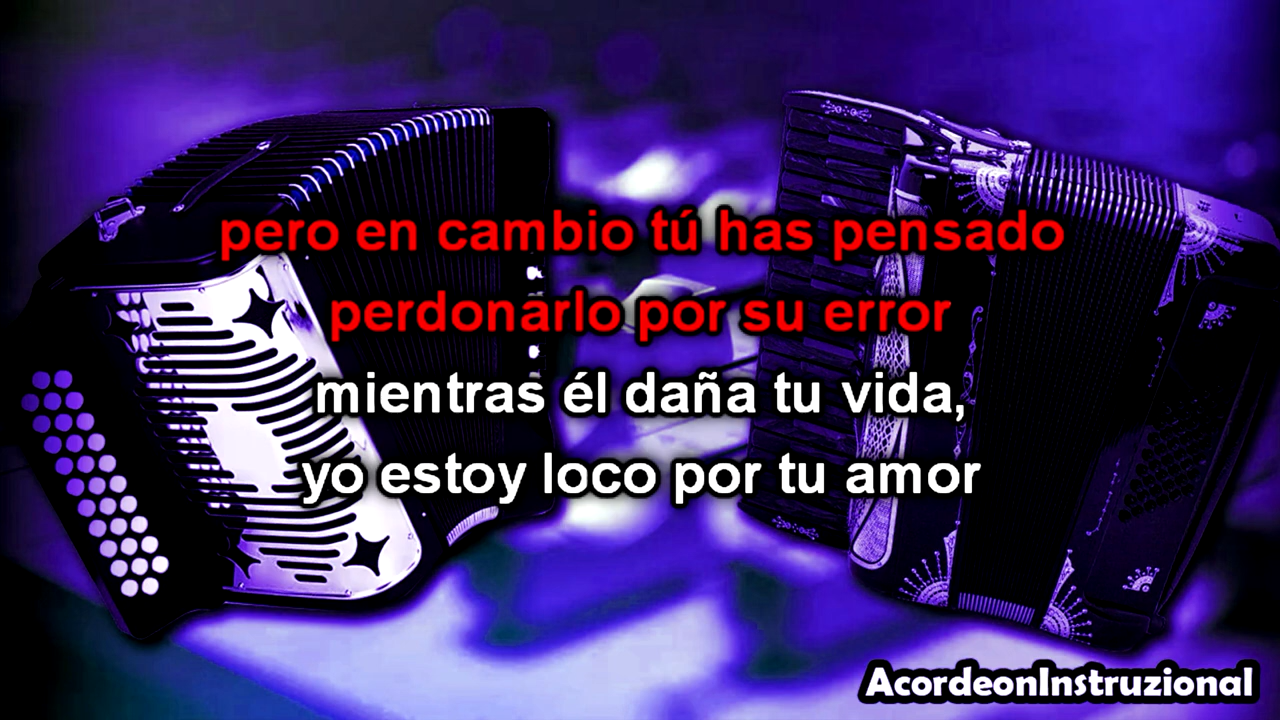 pero en cambio tú has pensado
perdonarlo por su error
mientras él daña tu vida,
yo estoy loco por tu amor
AcordeonInstruzional